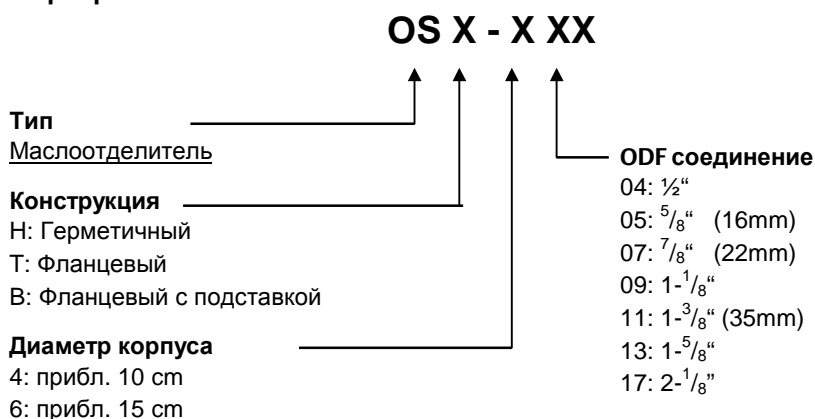 OS X - X XX
Тип
Маслоотделитель
Конструкция
H: Герметичный
T: Фланцевый
B: Фланцевый с подставкой
Диаметр корпуса
4: прибл. 10 cm
6: прибл. 15 cm
ODF соединение
04: ½“
05: 5/8“ (16mm)
07: 7/8“ (22mm)
09: 1-1/8“
11: 1-3/8“ (35mm)
13: 1-5/8“
17: 2-1/8”